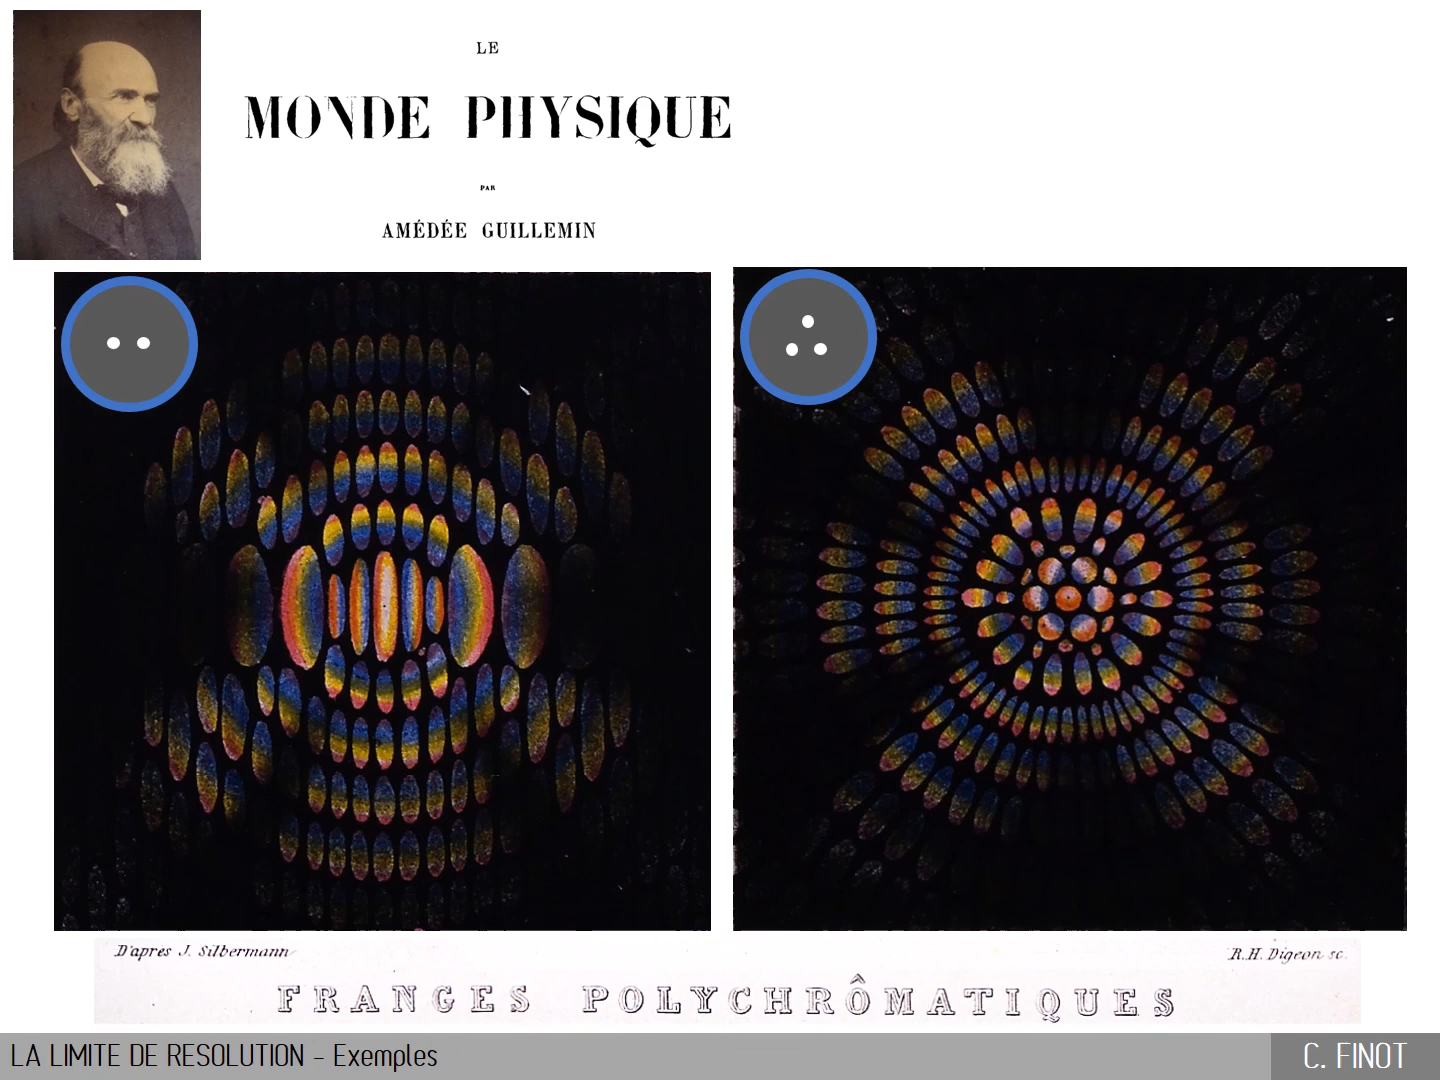 LE
MONDE PHYSIQUE
PAR
AMÉDÉE GUILLEMIN
D'apres J. Silbermann
R.H. Digeon sc.
FRANGES POLYCHRÔMATIQUES
LA LIMITE DE RESOLUTION - Exemples
C. FINOT